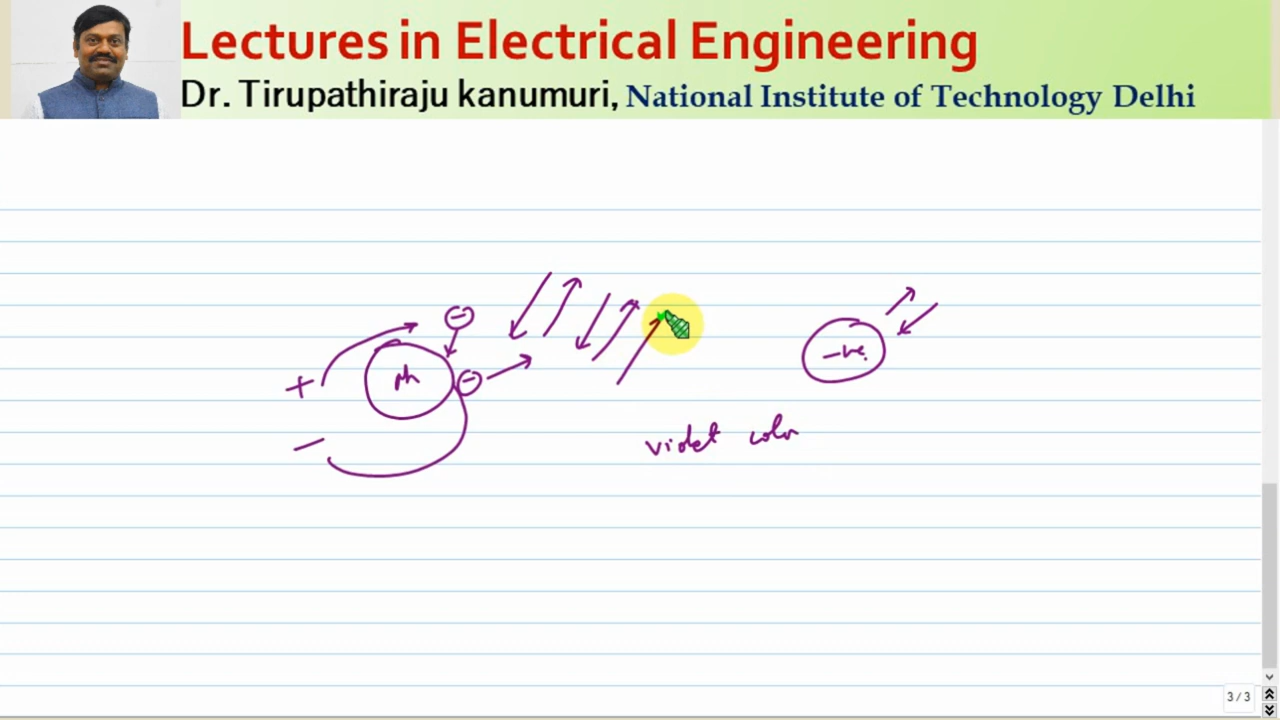 Lectures in Electrical Engineering
Dr. Tirupathiraju kanumuri, National Institute of Technology Delhi
ph
-ve
+
-
violet color
3 / 3